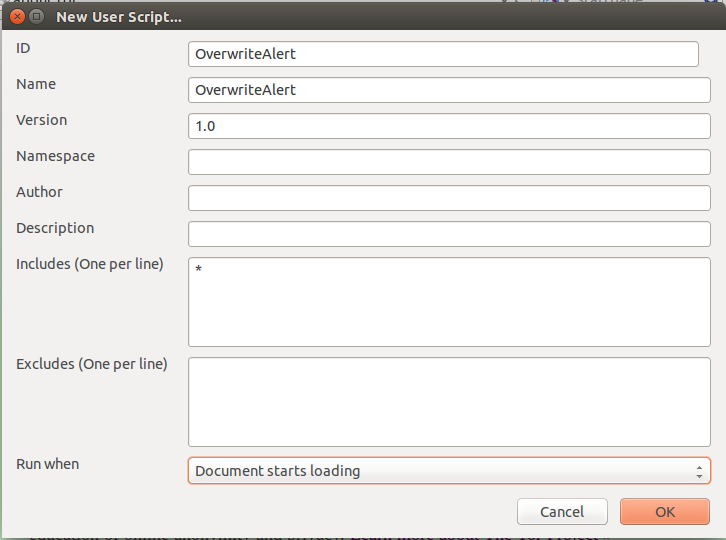 New User Script...
ID
OverwriteAlert
Name
OverwriteAlert
Version
1.0
Namespace
Author
Description
Includes (One per line)
*
Excludes (One per line)
Run when
Document starts loading
Cancel
OK